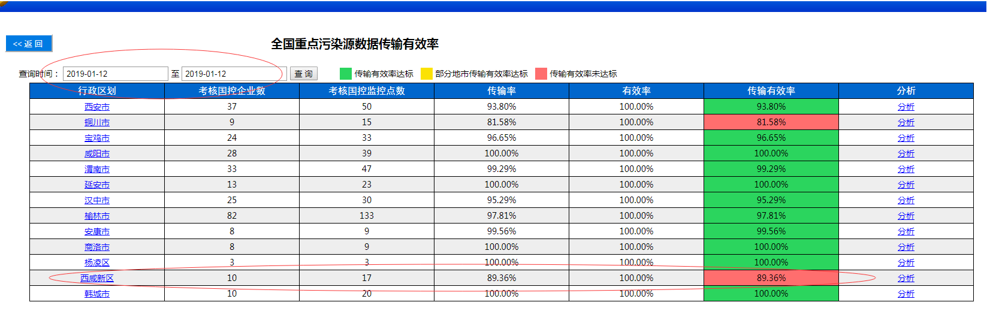 << 返 回
全国重点污染源数据传输有效率
查询时间： 2019-01-12 至 2019-01-12 查 询 传输有效率达标 部分地市传输有效率达标 传输有效率未达标
行政区划 考核国控企业数 考核国控监控点数 传输率 有效率 传输有效率 分析
西安市 37 50 93.80% 100.00% 93.80% 分析
铜川市 9 15 81.58% 100.00% 81.58% 分析
宝鸡市 24 33 96.65% 100.00% 96.65% 分析
咸阳市 28 39 100.00% 100.00% 100.00% 分析
渭南市 33 47 99.29% 100.00% 99.29% 分析
延安市 13 23 100.00% 100.00% 100.00% 分析
汉中市 25 30 95.29% 100.00% 95.29% 分析
榆林市 82 133 97.81% 100.00% 97.81% 分析
安康市 8 9 99.56% 100.00% 99.56% 分析
商洛市 8 9 100.00% 100.00% 100.00% 分析
杨凌区 3 3 100.00% 100.00% 100.00% 分析
西咸新区 10 17 89.36% 100.00% 89.36% 分析
韩城市 10 20 100.00% 100.00% 100.00% 分析